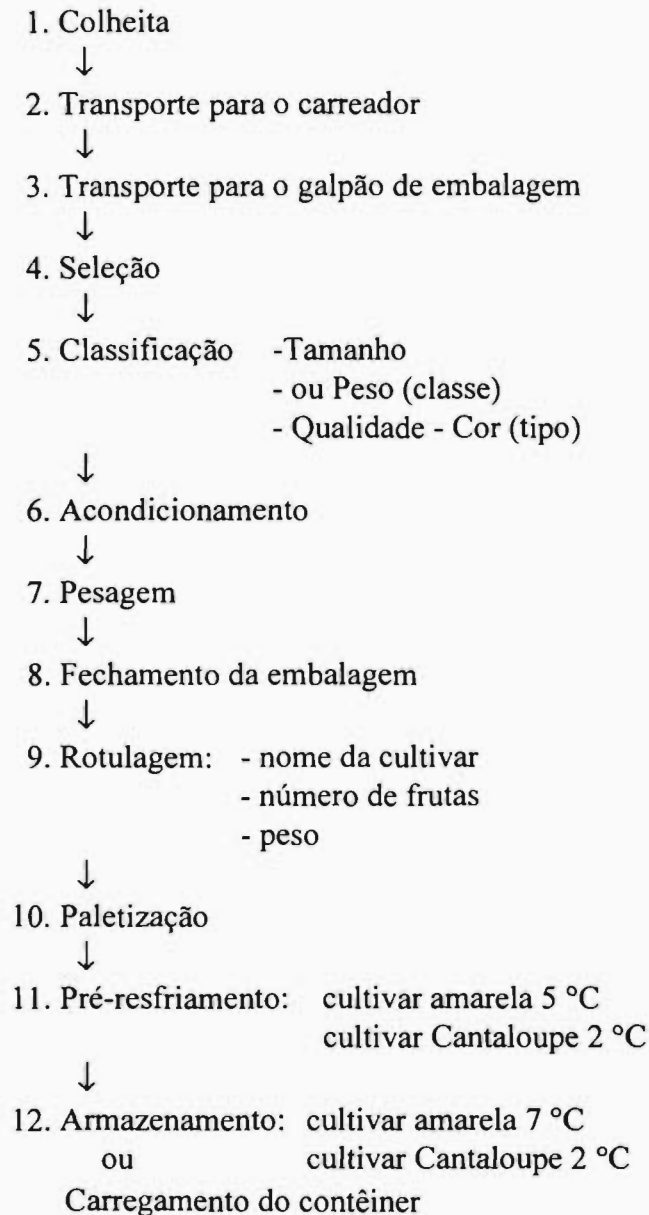 1. Colheita
↓
2. Transporte para o carreador
↓
3. Transporte para o galpão de embalagem
↓
4. Seleção
↓
5. Classificação -Tamanho
- ou Peso (classe)
- Qualidade - Cor (tipo)
↓
6. Acondicionamento
↓
7. Pesagem
↓
8. Fechamento da embalagem
↓
9. Rotulagem: - nome da cultivar
- número de frutas
- peso
↓
10. Paletização
↓
11. Pré-resfriamento: cultivar amarela 5 °C
cultivar Cantaloupe 2 °C
↓
12. Armazenamento: cultivar amarela 7 °C
ou cultivar Cantaloupe 2 °C
Carregamento do contêiner